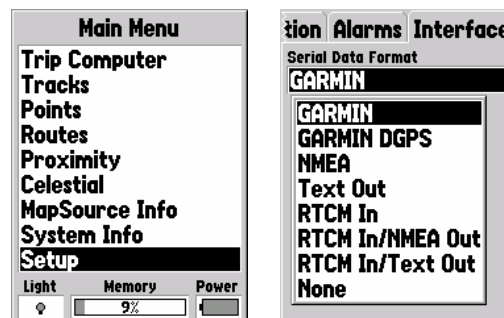 Main Menu
Trip Computer
Tracks
Points
Routes
Proximity
Celestial
MapSource Info
System Info
Setup
Light Memory Power
9%
tion Alarms Interface
Serial Data Format
GARMIN
GARMIN
GARMIN DGPS
NMEA
Text Out
RTCM In
RTCM In/NMEA Out
RTCM In/Text Out
None